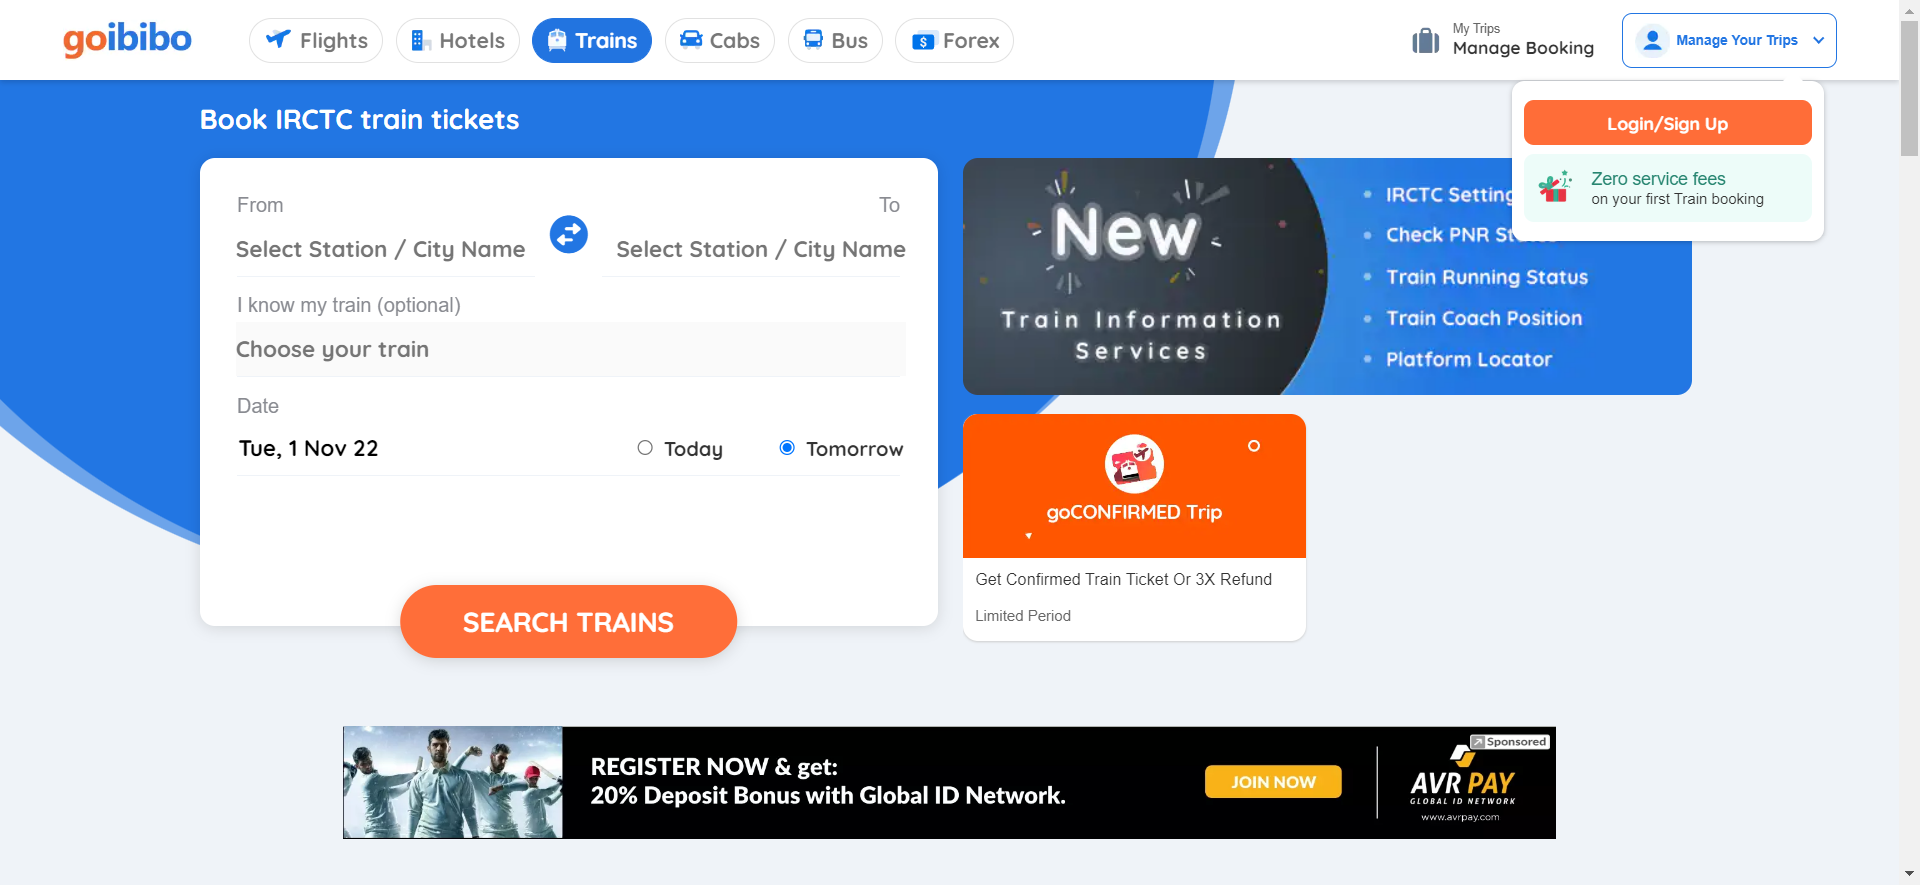 goibibo
Flights
Hotels
Trains
Cabs
Bus
Forex
My Trips
Manage Booking
Manage Your Trips
Login/Sign Up
Zero service fees
on your first Train booking
Book IRCTC train tickets
From
To
Select Station / City Name
Select Station / City Name
I know my train (optional)
Choose your train
Date
Tue, 1 Nov 22
Today
Tomorrow
SEARCH TRAINS
New
Train Information
Services
IRCTC Setting
Check PNR
Train Running Status
Train Coach Position
Platform Locator
goCONFIRMED Trip
Get Confirmed Train Ticket Or 3X Refund
Limited Period
REGISTER NOW & get:
20% Deposit Bonus with Global ID Network.
JOIN NOW
Sponsored
AVR PAY
GLOBAL ID NETWORK
www.avrpay.com